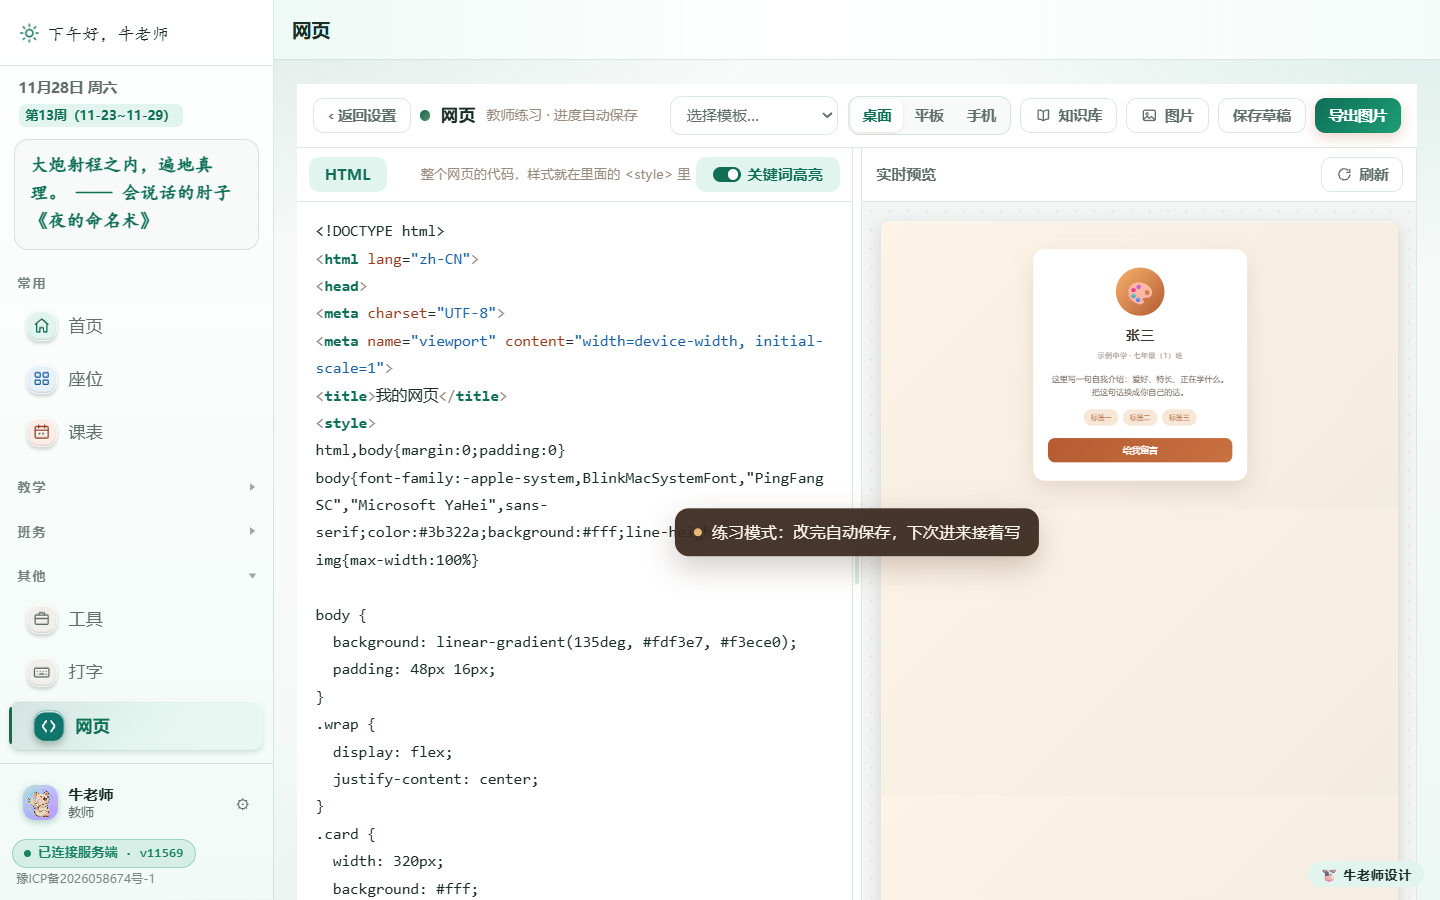 下午好，牛老师
11月28日 周六
第13周（11-23~11-29）
大炮射程之内，遍地真
理。 —— 会说话的肘子
《夜的命名术》
常用
首页
座位
课表
教学
班务
其他
工具
打字
网页
牛老师
教师
已连接服务端 · v11569
豫ICP备2026058674号-1
网页
‹ 返回设置
网页
教师练习 · 进度自动保存
选择模板...
桌面
平板
手机
知识库
图片
保存草稿
导出图片
HTML
整个网页的代码，样式就在里面的 <style> 里
关键词高亮
<!DOCTYPE html>
<html lang="zh-CN">
<head>
<meta charset="UTF-8">
<meta name="viewport" content="width=device-width, initial-
scale=1">
<title>我的网页</title>
<style>
html,body{margin:0;padding:0}
body{font-family:-apple-system,BlinkMacSystemFont,"PingFang
SC","Microsoft YaHei",sans-
serif;color:#3b322a;background:#fff;line-
img{max-width:100%}
body {
background: linear-gradient(135deg, #fdf3e7, #f3ece0);
padding: 48px 16px;
}
.wrap {
display: flex;
justify-content: center;
}
.card {
width: 320px;
background: #fff;
练习模式：改完自动保存，下次进来接着写
实时预览
刷新
张三
示例中学 · 七年级（1）班
这里写一句自我介绍：爱好、特长、正在学什么。
把这句话换成你自己的话。
标签一
标签二
标签三
给我留言
牛老师设计